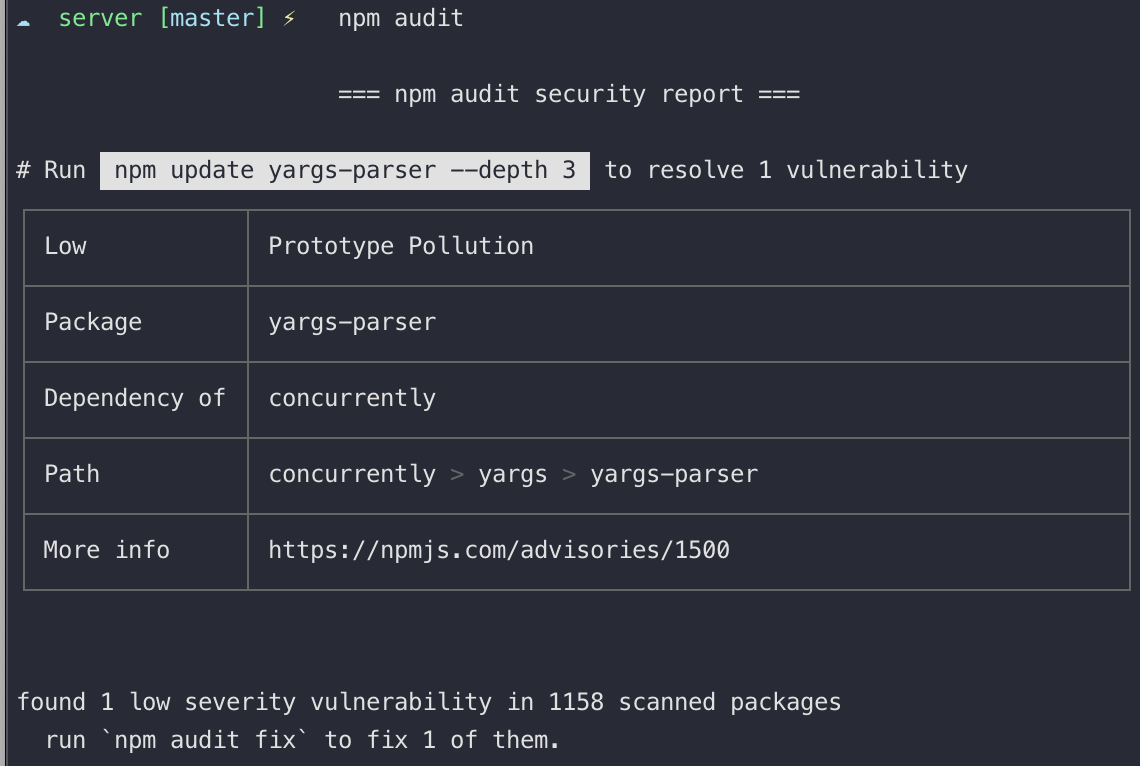 ☁ server [master] ⚡ npm audit
=== npm audit security report ===
# Run npm update yargs-parser --depth 3 to resolve 1 vulnerability
Low Prototype Pollution
Package yargs-parser
Dependency of concurrently
Path concurrently > yargs > yargs-parser
More info https://npmjs.com/advisories/1500
found 1 low severity vulnerability in 1158 scanned packages
run `npm audit fix` to fix 1 of them.